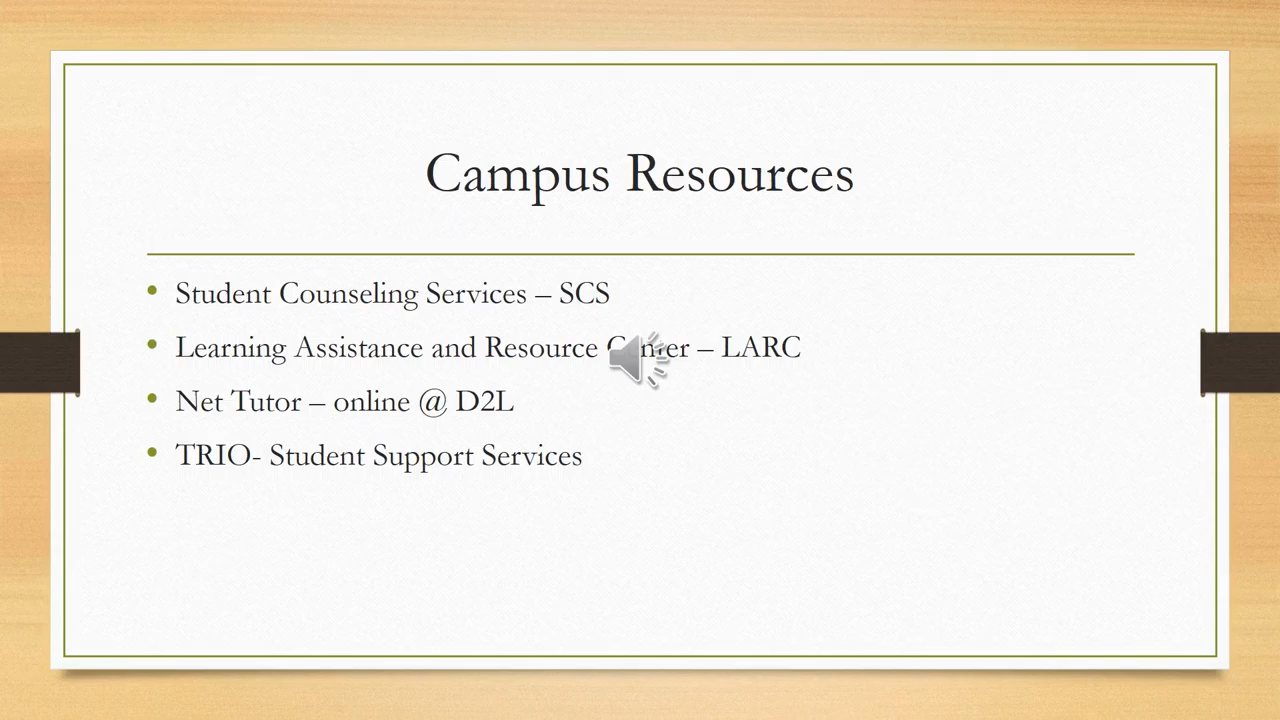 Campus Resources
• Student Counseling Services – SCS
• Learning Assistance and Resource Center – LARC
• Net Tutor – online @ D2L
• TRIO- Student Support Services